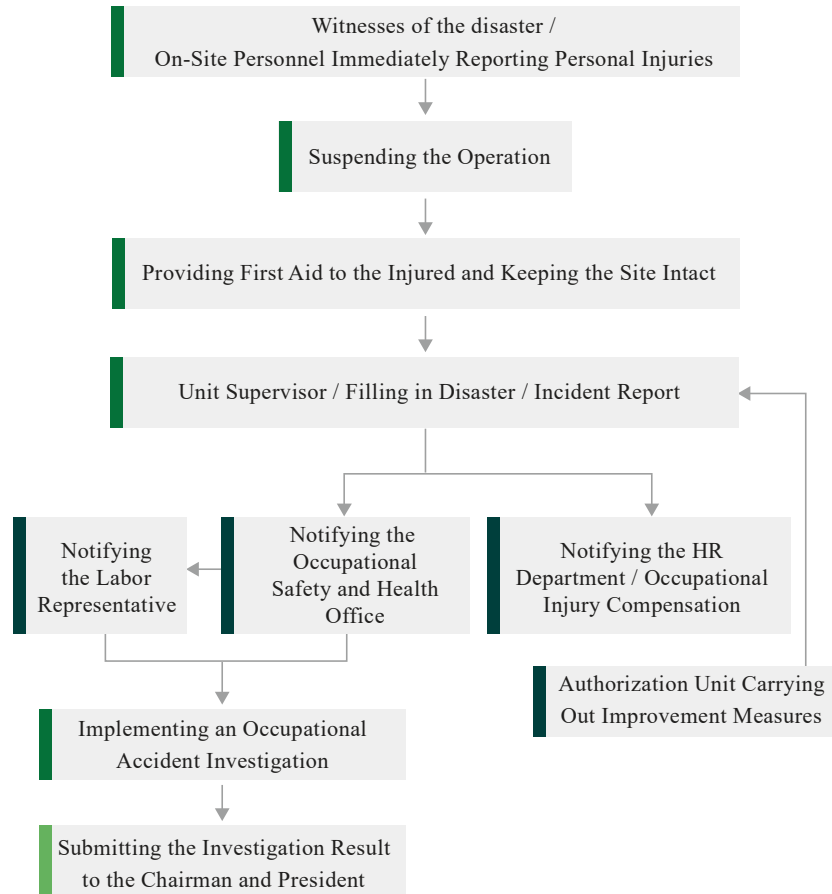 Witnesses of the disaster /
On-Site Personnel Immediately Reporting Personal Injuries
Suspending the Operation
Providing First Aid to the Injured and Keeping the Site Intact
Unit Supervisor / Filling in Disaster / Incident Report
Notifying
the Labor
Representative
Notifying the
Occupational
Safety and Health
Office
Notifying the HR
Department / Occupational
Injury Compensation
Authorization Unit Carrying
Out Improvement Measures
Implementing an Occupational
Accident Investigation
Submitting the Investigation Result
to the Chairman and President